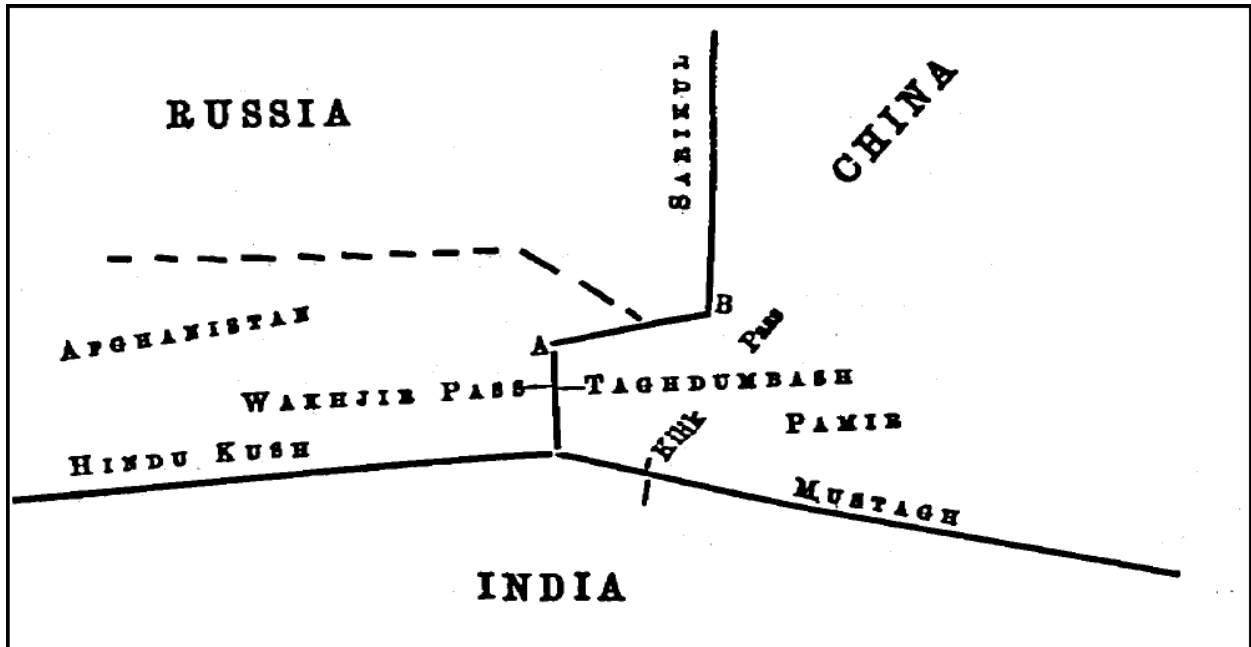 RUSSIA
SARIKUL
CHINA
AFGHANISTAN
A
B
Pass
WAKHJIR PASS
TAGHDUMBASH
PAMIR
Kilik
HINDU KUSH
MUSTAGH
INDIA